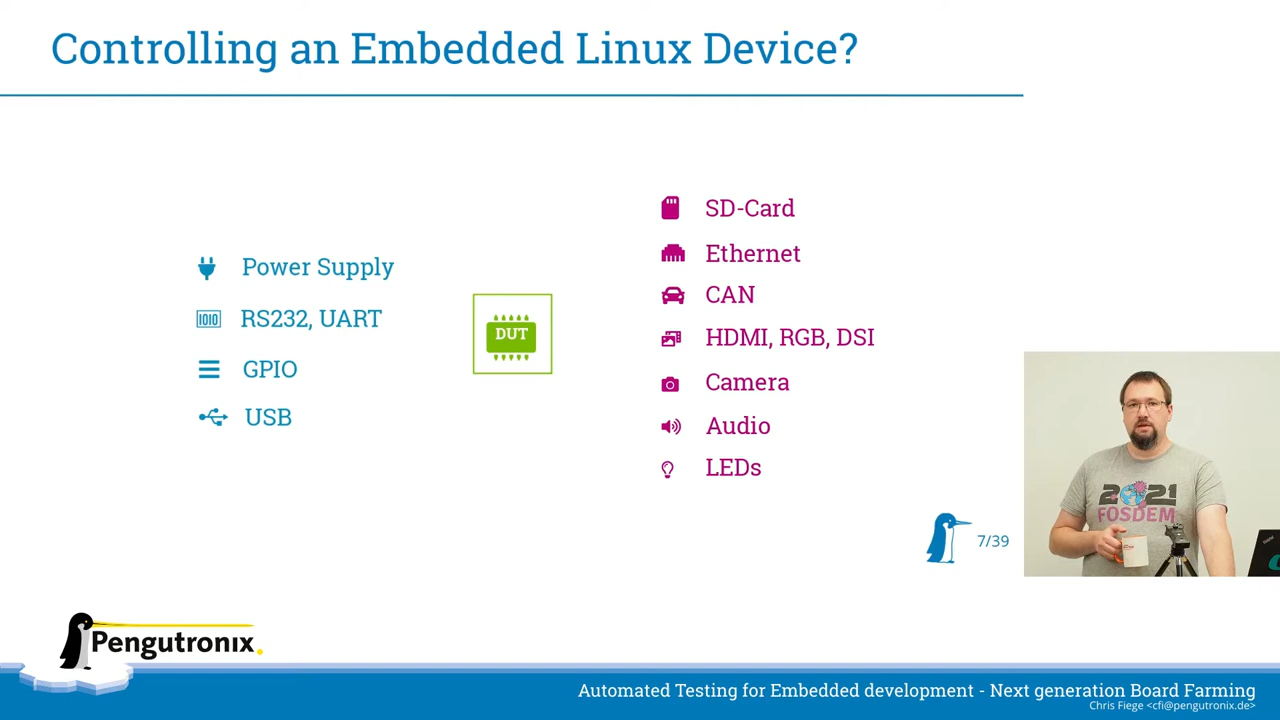 Controlling an Embedded Linux Device?
Power Supply
RS232, UART
GPIO
USB
DUT
SD-Card
Ethernet
CAN
HDMI, RGB, DSI
Camera
Audio
LEDs
7/39
2021
FOSDEM
Pengutronix
Automated Testing for Embedded development - Next generation Board Farming
Chris Fiege <cfi@pengutronix.de>